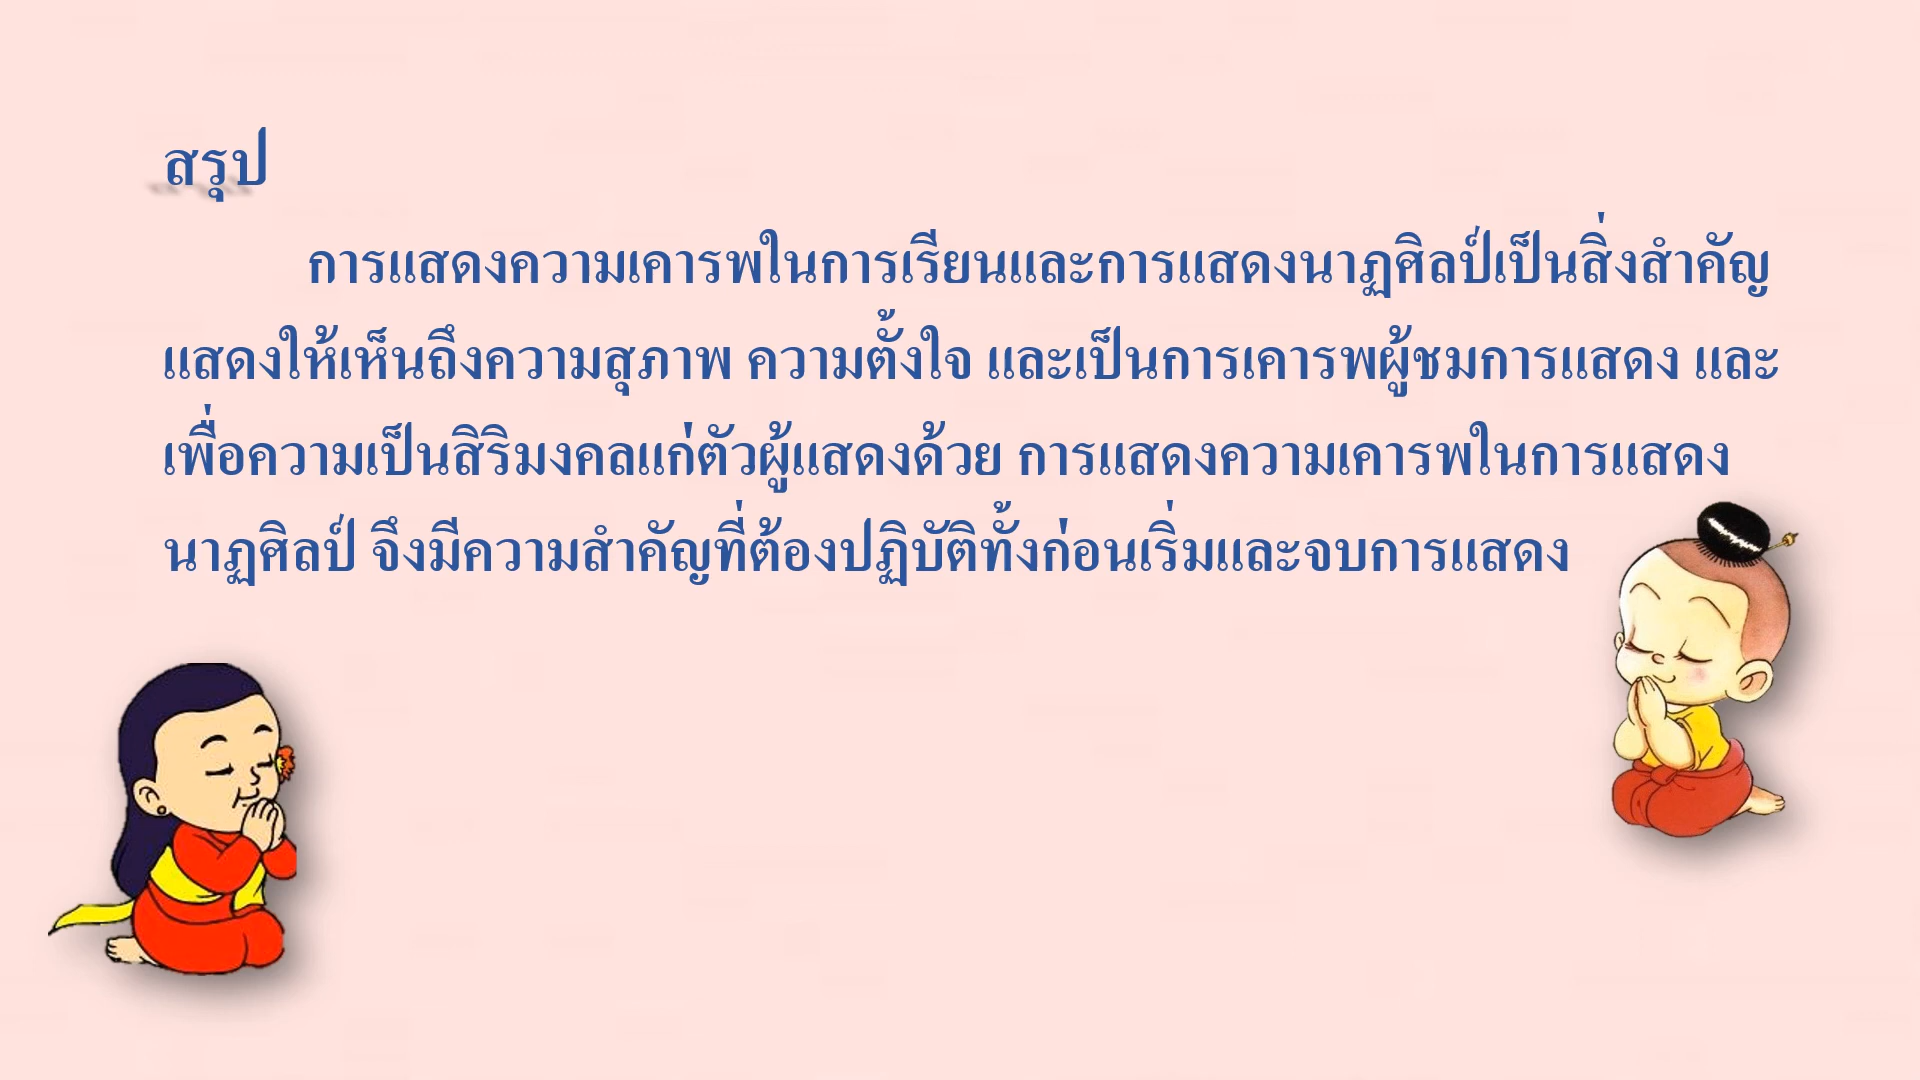 สรุป
การแสดงความเคารพในการเรียนและการแสดงนาฏศิลป์เป็นสิ่งสำคัญ
แสดงให้เห็นถึงความสุภาพ ความตั้งใจ และเป็นการเคารพผู้ชมการแสดง และ
เพื่อความเป็นสิริมงคลแก่ตัวผู้แสดงด้วย การแสดงความเคารพในการแสดง
นาฏศิลป์ จึงมีความสำคัญที่ต้องปฏิบัติทั้งก่อนเริ่มและจบการแสดง